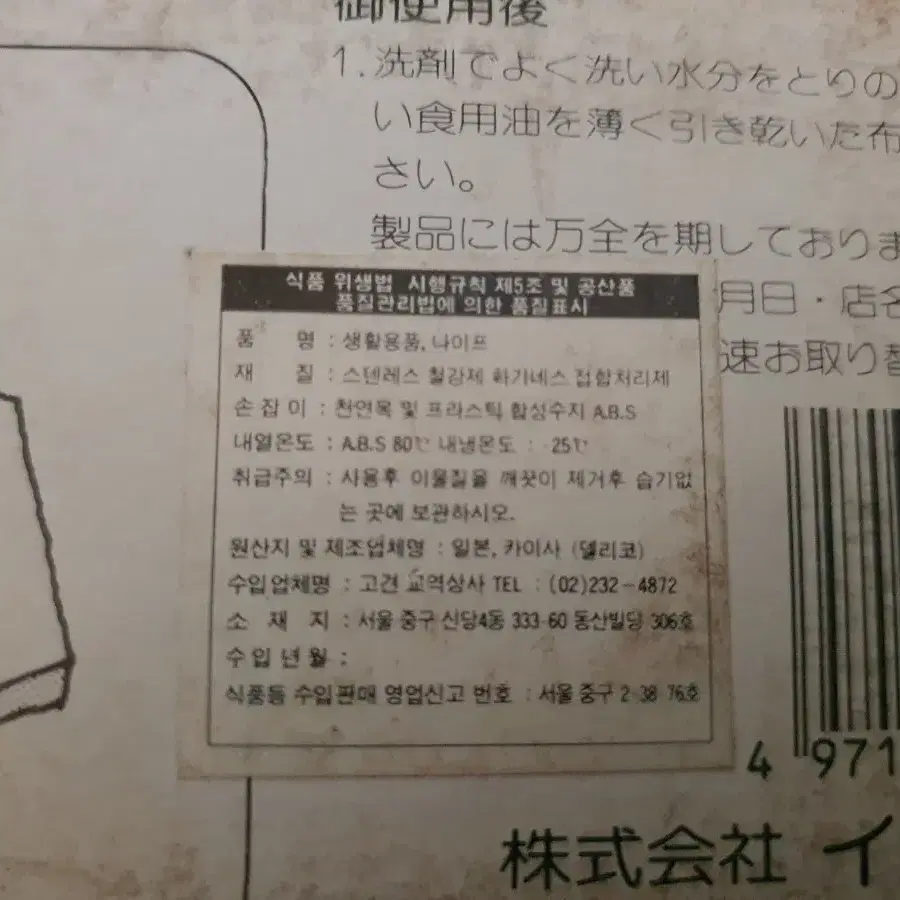 御使用後
1. 洗剤でよく洗い水分をとりの
い食用油を薄く引き乾いた布
さい。
製品には万全を期しておりま
月日・店名
速お取り替
식품 위생법 시행규칙 제5조 및 공산품
품질관리법에 의한 품질표시
품 명 : 생활용품, 나이프
재 질 : 스텐레스 철강제 화가네스 접합처리제
손잡이 : 천연목 및 프라스틱 합성수지 A.B.S
내열온도 : A.B.S 80℃ 내냉온도 : -25℃
취급주의 : 사용후 이물질을 깨끗이 제거후 습기없
는 곳에 보관하시오.
원산지 및 제조업체명 : 일본, 카이사 (델리코)
수입업체명 : 고견 교역상사 TEL : (02)232-4872
소 재 지 : 서울 중구 신당4동 333-60 동산빌딩 306호
수입년월 :
식품등 수입판매 영업신고 번호 : 서울 중구 2-38-76호
4 971
株式会社 イ